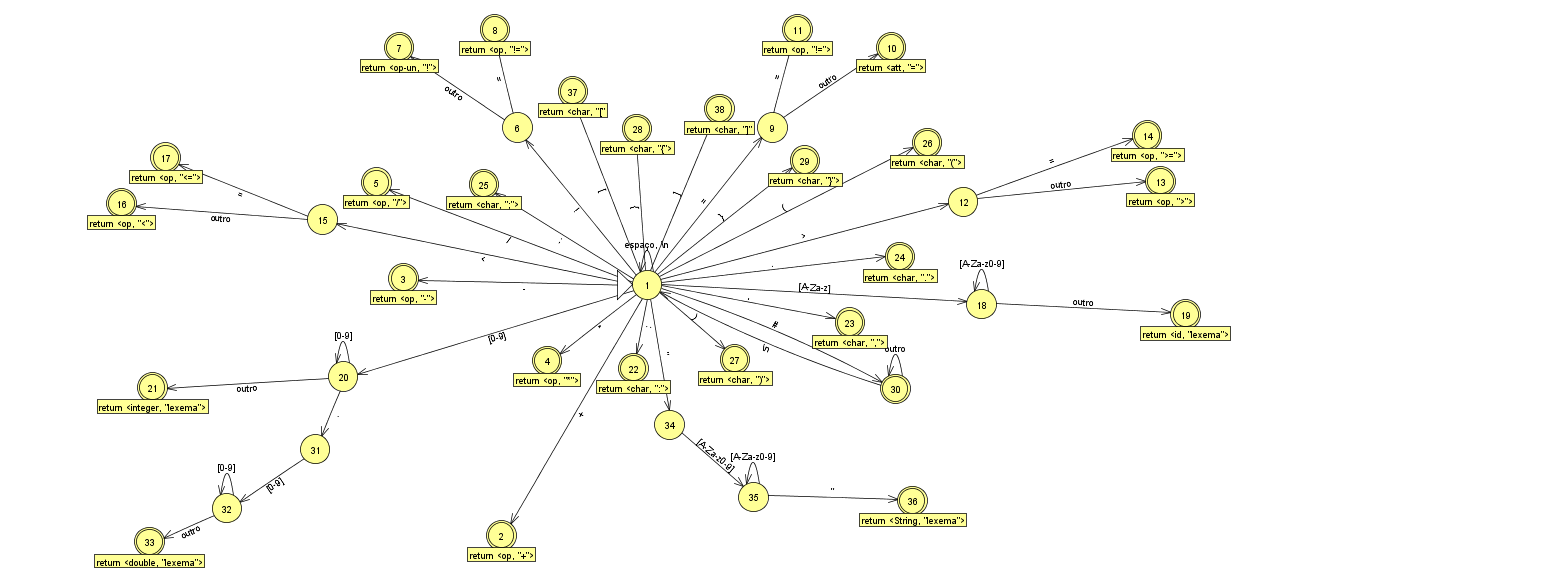 8
11
7
return <op, "!=">
return <op, "!=">
10
return <op-un, "!">
return <att, "=">
=
=
outro
outro
37
return <char, "["
38
return <char, "]"
6
28
9
return <char, "{">
26
return <char, "(">
14
return <op, ">=">
17
return <op, "<=">
29
return <char, "}">
=
5
return <op, "/">
25
return <char, ";">
=
outro
13
return <op, ">">
16
return <op, "<">
12
outro
15
[
{
]
=
}
(
!
>
/
;
<
espaço, \n
24
return <char, ".">
.
3
return <op, "-">
-
1
[A-Za-z]
[A-Za-z0-9]
18
outro
19
return <id, "lexema">
,
23
return <char, ",">
[0-9]
[0-9]
*
:
"
)
#
\n
outro
20
4
return <op, "*">
22
return <char, ":">
27
return <char, ")">
30
21
return <integer, "lexema">
outro
.
+
34
31
[A-Za-z0-9]
[A-Za-z0-9]
[0-9]
[0-9]
35
"
36
return <String, "lexema">
32
outro
33
return <double, "lexema">
2
return <op, "+">